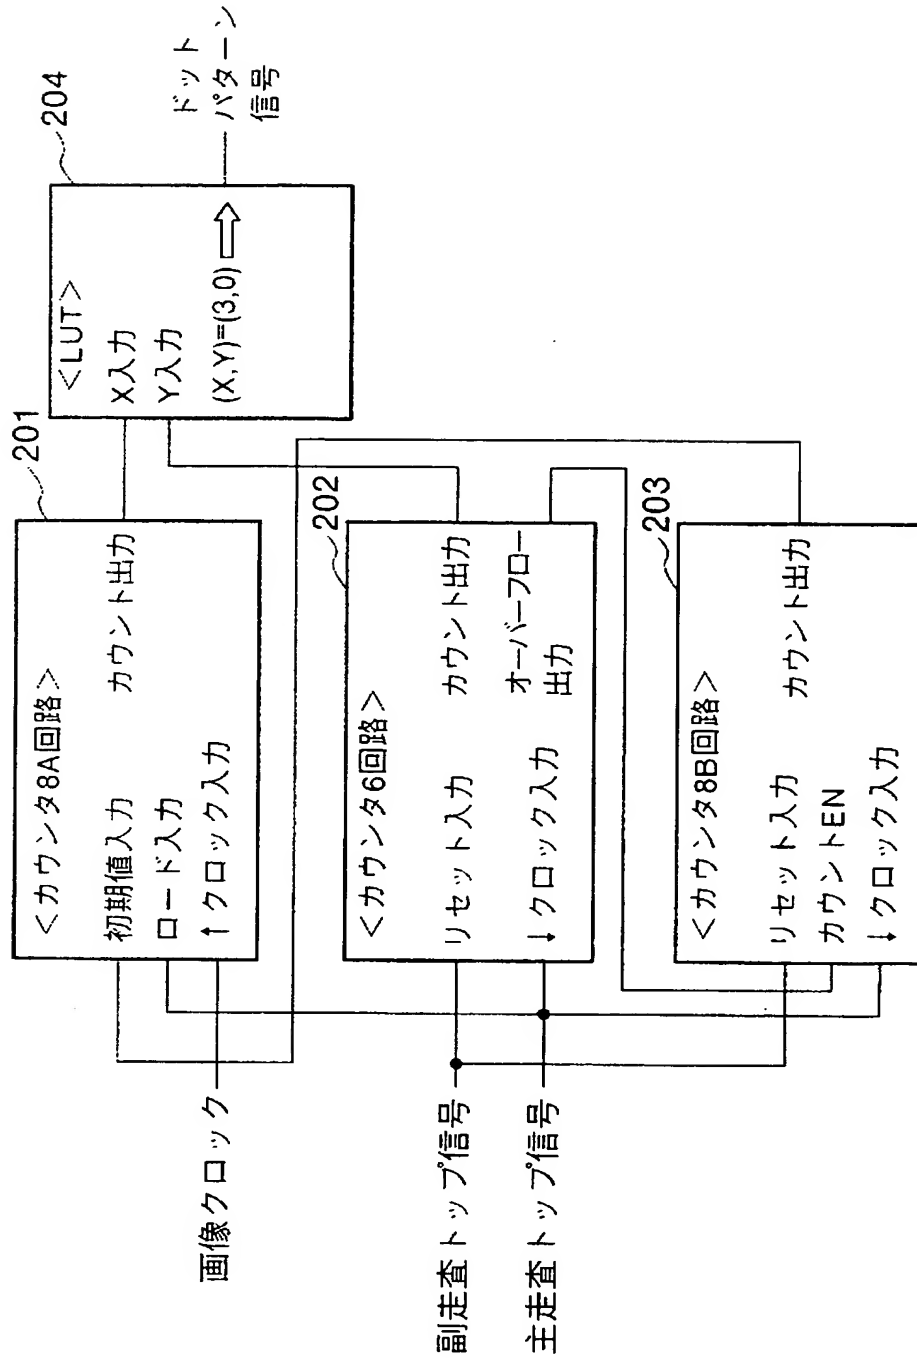 画像クロック
副走査トップ信号
主走査トップ信号
201
<カウンタ8A回路>
初期値入力
カウント出力
ロード入力
↑クロック入力
202
<カウンタ6回路>
リセット入力
カウント出力
オーバーフロー
出力
↓クロック入力
203
<カウンタ8B回路>
リセット入力
カウント出力
カウントEN
↓クロック入力
204
<LUT>
X入力
Y入力
(X,Y)=(3,0)
ドット
パターン
信号